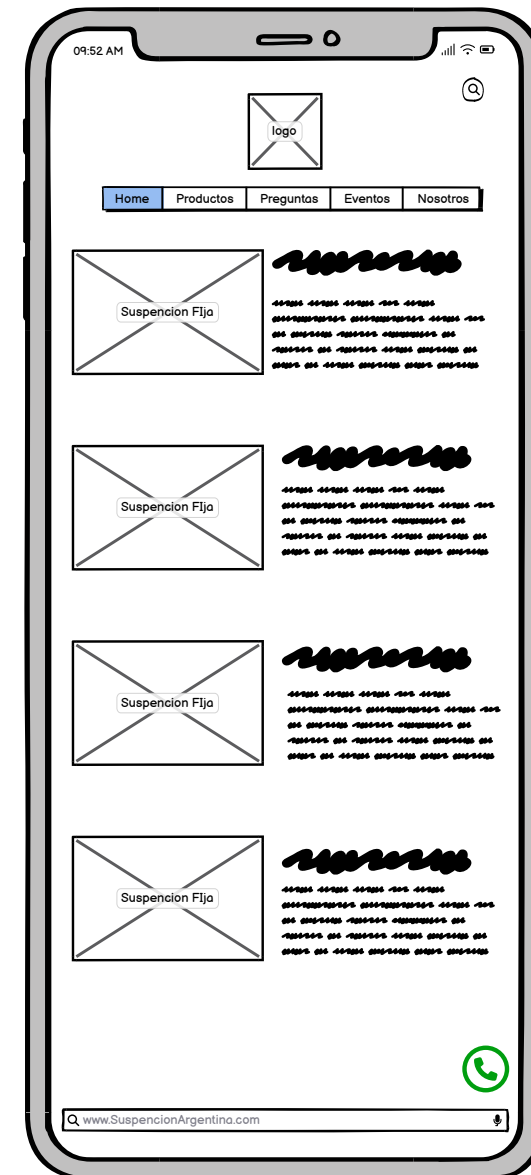 09:52 AM
logo
Home Productos Preguntas Eventos Nosotros
Suspencion FIja
Suspencion FIja
Suspencion FIja
Suspencion FIja
www.SuspencionArgentina.com